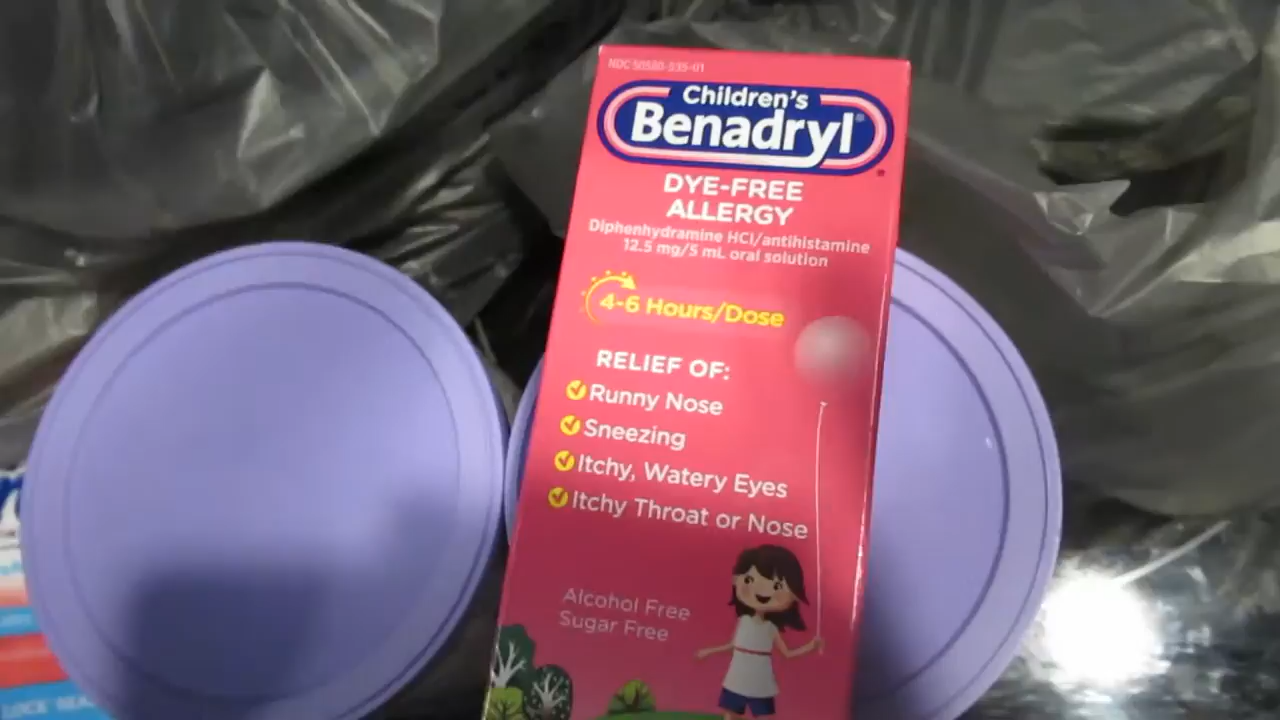 NDC 50580-535-01
Children's
Benadryl®
DYE-FREE
ALLERGY
Diphenhydramine HCl/antihistamine
12.5 mg/5 mL oral solution
4-6 Hours/Dose
RELIEF OF:
Runny Nose
Sneezing
Itchy, Watery Eyes
Itchy Throat or Nose
Alcohol Free
Sugar Free
LOCK